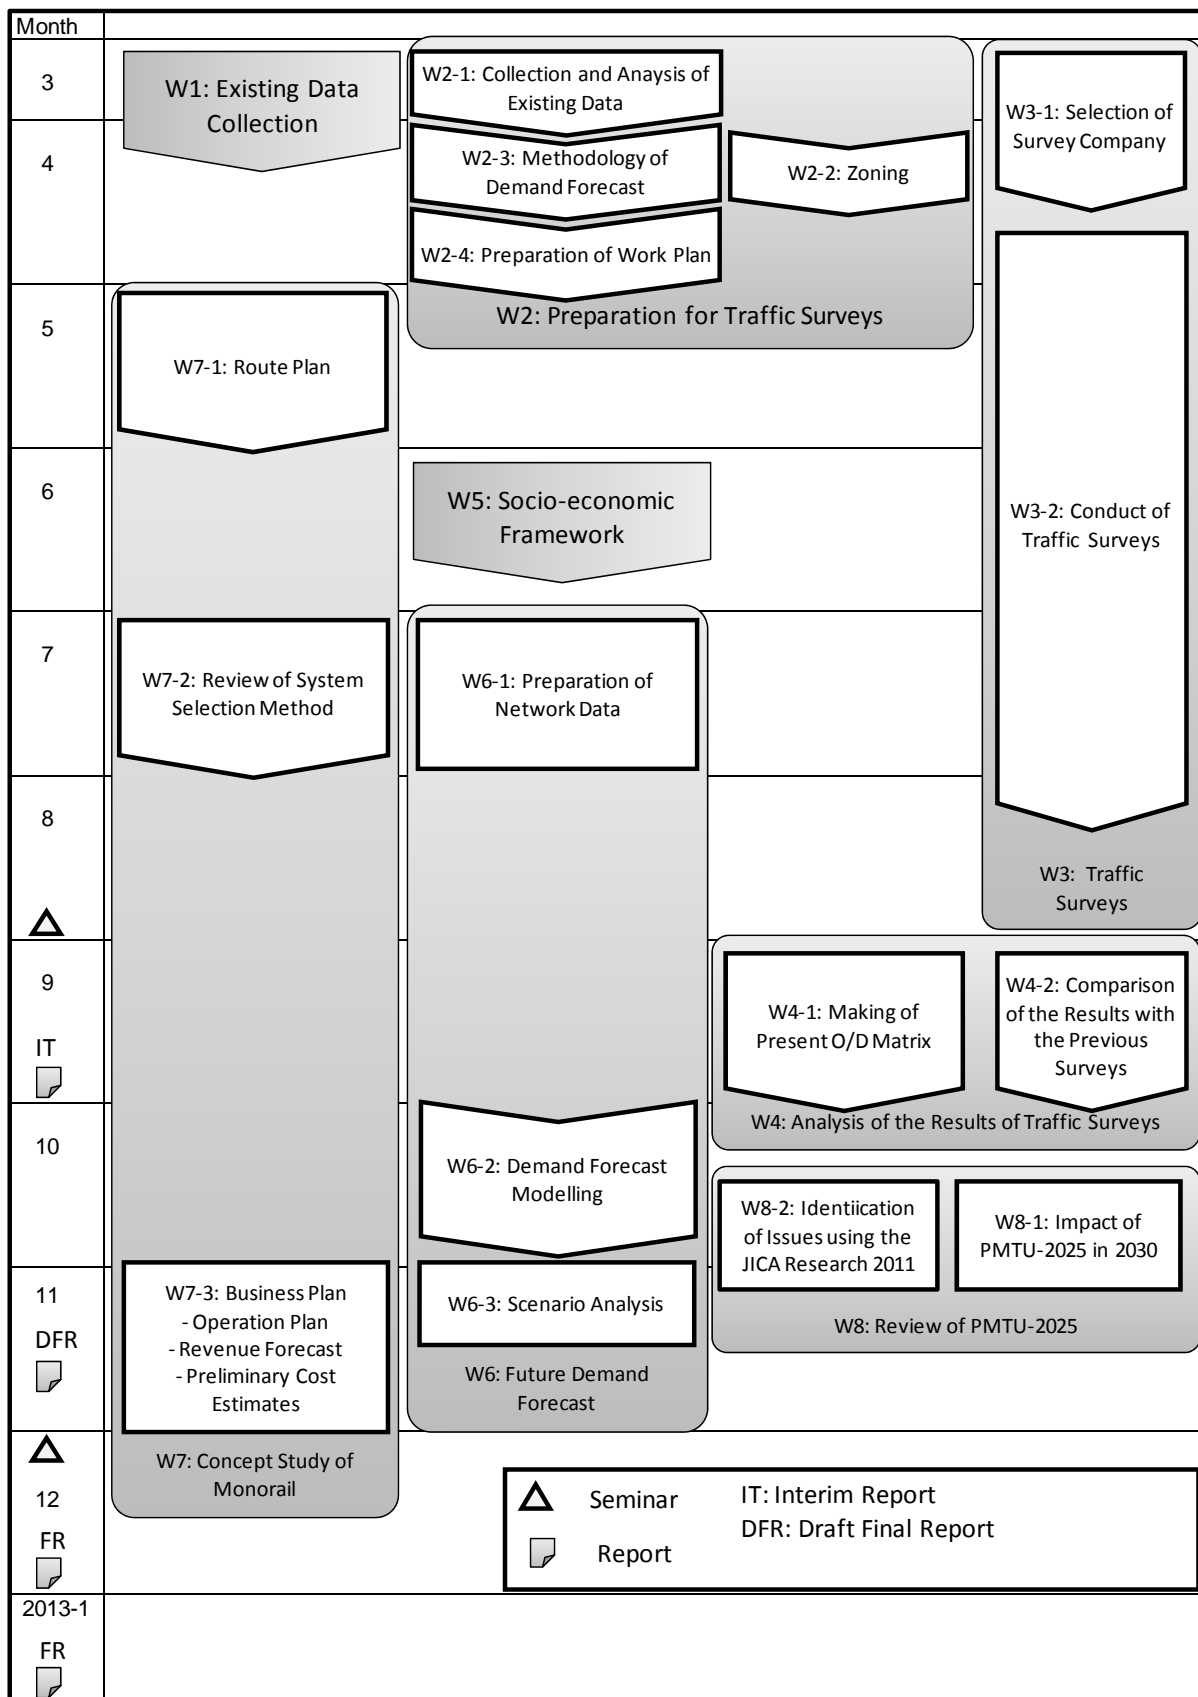 Month
3
W1: Existing Data
Collection
W2-1: Collection and Anaysis of
Existing Data
W3-1: Selection of
Survey Company
4
W2-3: Methodology of
Demand Forecast
W2-2: Zoning
W2-4: Preparation of Work Plan
5
W2: Preparation for Traffic Surveys
W7-1: Route Plan
6
W5: Socio-economic
Framework
W3-2: Conduct of
Traffic Surveys
7
W7-2: Review of System
Selection Method
W6-1: Preparation of
Network Data
8
W3: Traffic
Surveys
9
IT
W4-1: Making of
Present O/D Matrix
W4-2: Comparison
of the Results with
the Previous
Surveys
W4: Analysis of the Results of Traffic Surveys
10
W6-2: Demand Forecast
Modelling
W8-2: Identiication
of Issues using the
JICA Research 2011
W8-1: Impact of
PMTU-2025 in 2030
11
DFR
W7-3: Business Plan
- Operation Plan
- Revenue Forecast
- Preliminary Cost
Estimates
W6-3: Scenario Analysis
W8: Review of PMTU-2025
W6: Future Demand
Forecast
W7: Concept Study of
Monorail
12
FR
Seminar
Report
IT: Interim Report
DFR: Draft Final Report
2013-1
FR